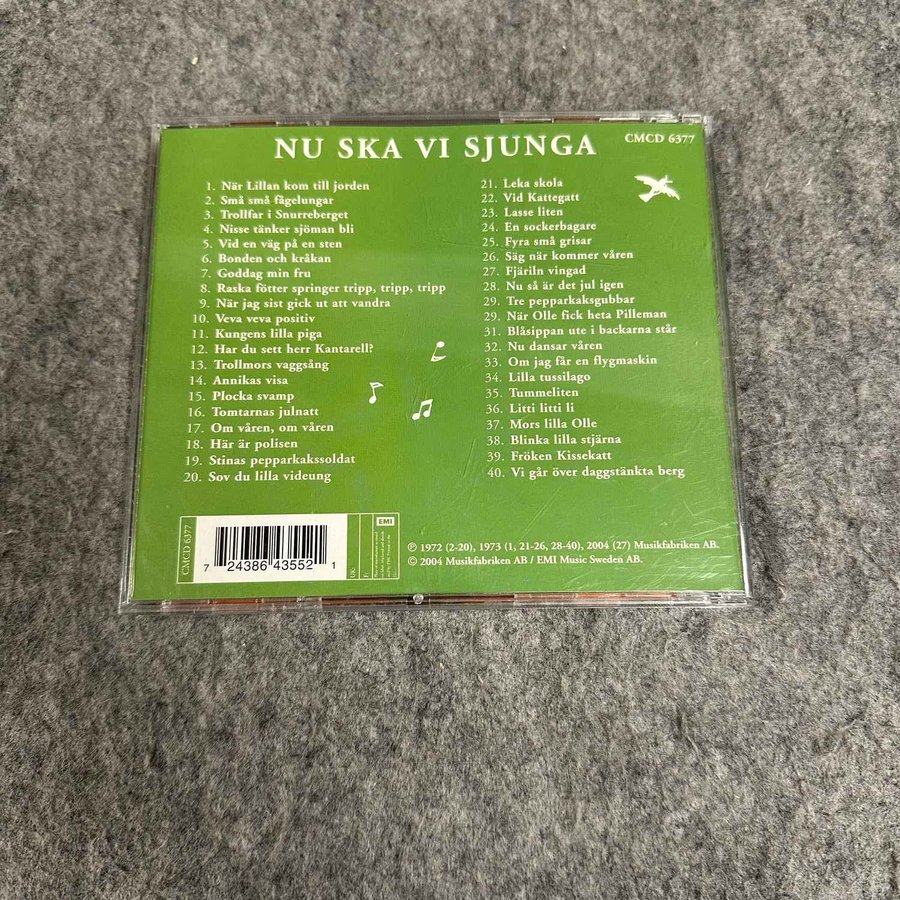 NU SKA VI SJUNGA
CMCD 6377
1. När Lillan kom till jorden
2. Små små fågelungar
3. Trollfar i Snurreberget
4. Nisse tänker sjöman bli
5. Vid en väg på en sten
6. Bonden och kråkan
7. Goddag min fru
8. Raska fötter springer tripp, tripp, tripp
9. När jag sist gick ut att vandra
10. Veva veva positiv
11. Kungens lilla piga
12. Har du sett herr Kantarell?
13. Trollmors vaggsång
14. Annikas visa
15. Plocka svamp
16. Tomtarnas julnatt
17. Om våren, om våren
18. Här är polisen
19. Stinas pepparkakssoldat
20. Sov du lilla videung
21. Leka skola
22. Vid Kattegatt
23. Lasse liten
24. En sockerbagare
25. Fyra små grisar
26. Säg når kommer våren
27. Fjäriln vingad
28. Nu så är det jul igen
29. Tre pepparkaksgubbar
29. När Olle fick heta Pilleman
31. Blåsippan ute i backarna står
32. Nu dansar våren
33. Om jag får en flygmaskin
34. Lilla tussilago
35. Tummeliten
36. Litti litti li
37. Mors lilla Olle
38. Blinka lilla stjärna
39. Fröken Kissekatt
40. Vi går över daggstänkta berg
CMCD 6377
7 24386 43552 1
UK:
F:
EMI
℗ 1972 (2-20), 1973 (1, 21-26, 28-40), 2004 (27) Musikfabriken AB.
© 2004 Musikfabriken AB / EMI Music Sweden AB.